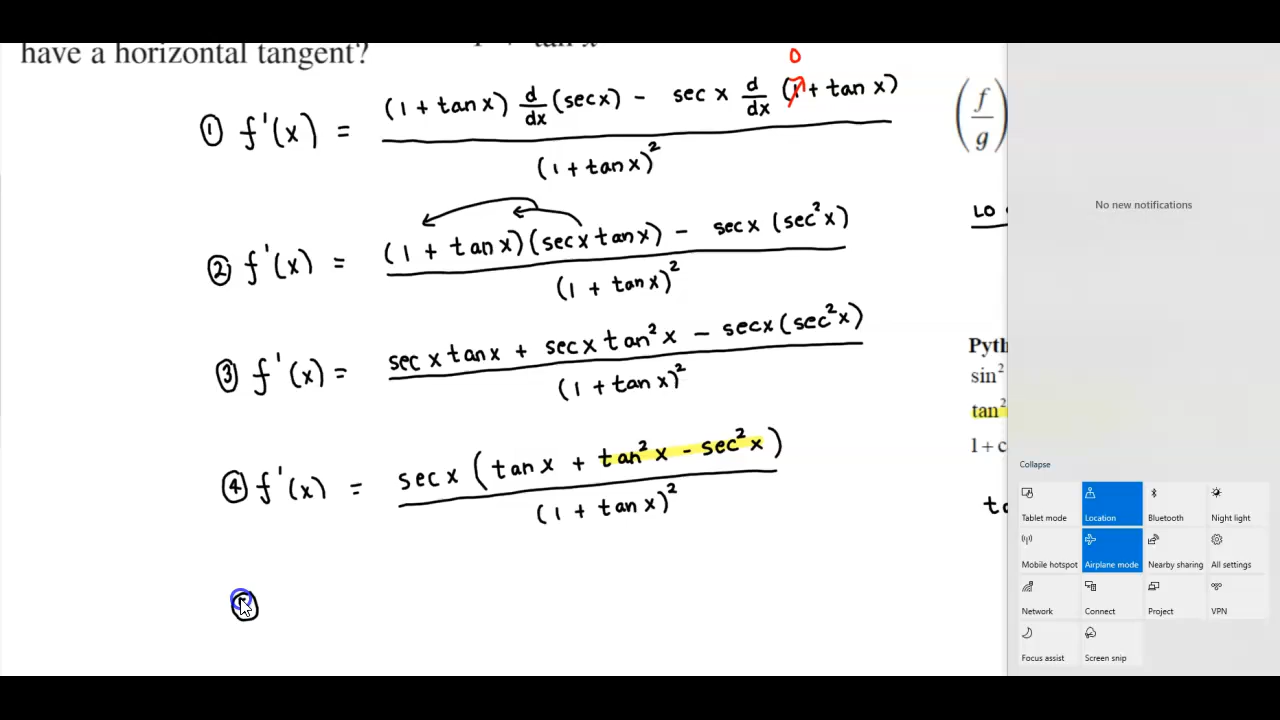 have a horizontal tangent?
0
① f'(x) = (1 + tan x) d/dx (sec x) − sec x d/dx (1 + tan x)
(1 + tan x)²
② f'(x) = (1 + tan x)(sec x tan x) − sec x (sec² x)
(1 + tan x)²
③ f'(x) = sec x tan x + sec x tan² x − sec x (sec² x)
(1 + tan x)²
④ f'(x) = sec x (tan x + tan² x − sec² x)
(1 + tan x)²
(f/g)
LO
sin²
tan²
No new notifications
Collapse
Tablet mode
Location
Bluetooth
Night light
Mobile hotspot
Airplane mode
Nearby sharing
All settings
Network
Connect
Project
VPN
Focus assist
Screen snip